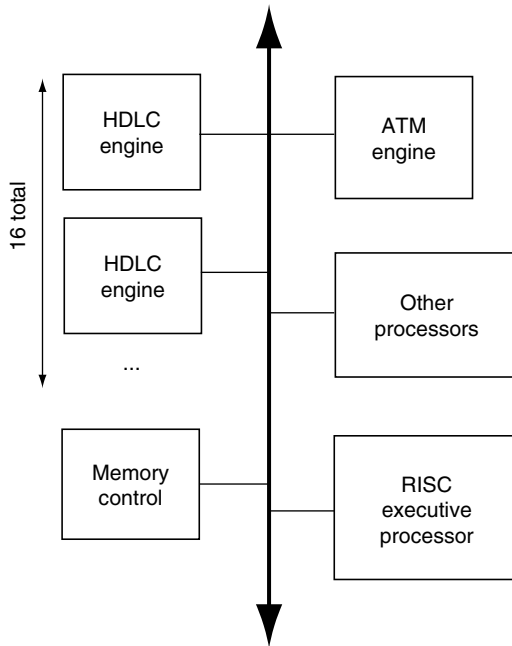 16 total
HDLC
engine
HDLC
engine
...
Memory
control
ATM
engine
Other
processors
RISC
executive
processor